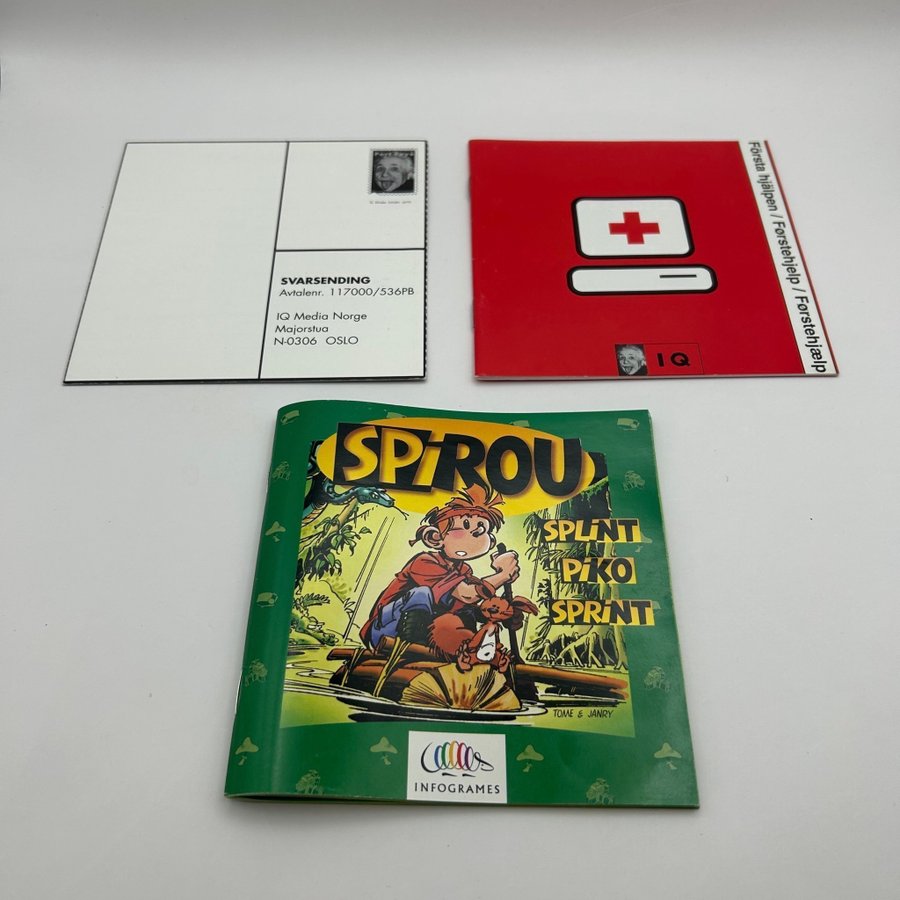 SVARSENDING
Avtalenr. 117000/536PB
IQ Media Norge
Majorstua
N-0306 OSLO
Första hjälpen / Førstehjelp / Førstehjælp
IQ
SPiROU
SPLiNT
PiKO
SPRiNT
TOME & JANRY
INFOGRAMES